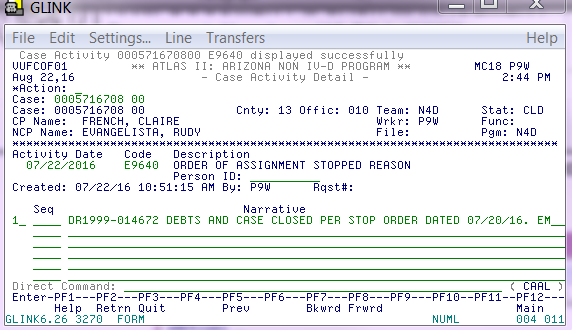 GLINK
File Edit Settings... Line Transfers Help
Case Activity 000571670800 E9640 displayed successfully
VUFCOF01 ** ATLAS II: ARIZONA NON IV-D PROGRAM ** MC18 P9W
Aug 22,16 - Case Activity Detail - 2:44 PM
*Action: _
Case: 0005716708 00
Case: 0005716708 00 Cnty: 13 Offic: 010 Team: N4D Stat: CLD
CP Name: FRENCH, CLAIRE Wrkr: P9W Func:
NCP Name: EVANGELISTA, RUDY File: Pgm: N4D
*******************************************************************************
Activity Date Code Description
07/22/2016 E9640 ORDER OF ASSIGNMENT STOPPED REASON
Person ID: ___________
Created: 07/22/16 10:51:15 AM By: P9W Rqst#:
Seq Narrative
1_ ____ DR1999-014672 DEBTS AND CASE CLOSED PER STOP ORDER DATED 07/20/16. EM__
Direct Command: ( CAAL )
Enter-PF1---PF2---PF3---PF4---PF5---PF6---PF7---PF8---PF9---PF10--PF11--PF12---
Help Retrn Quit Prev Bkwrd Frwrd Main
GLINK6.26 3270 FORM NUML 004 011